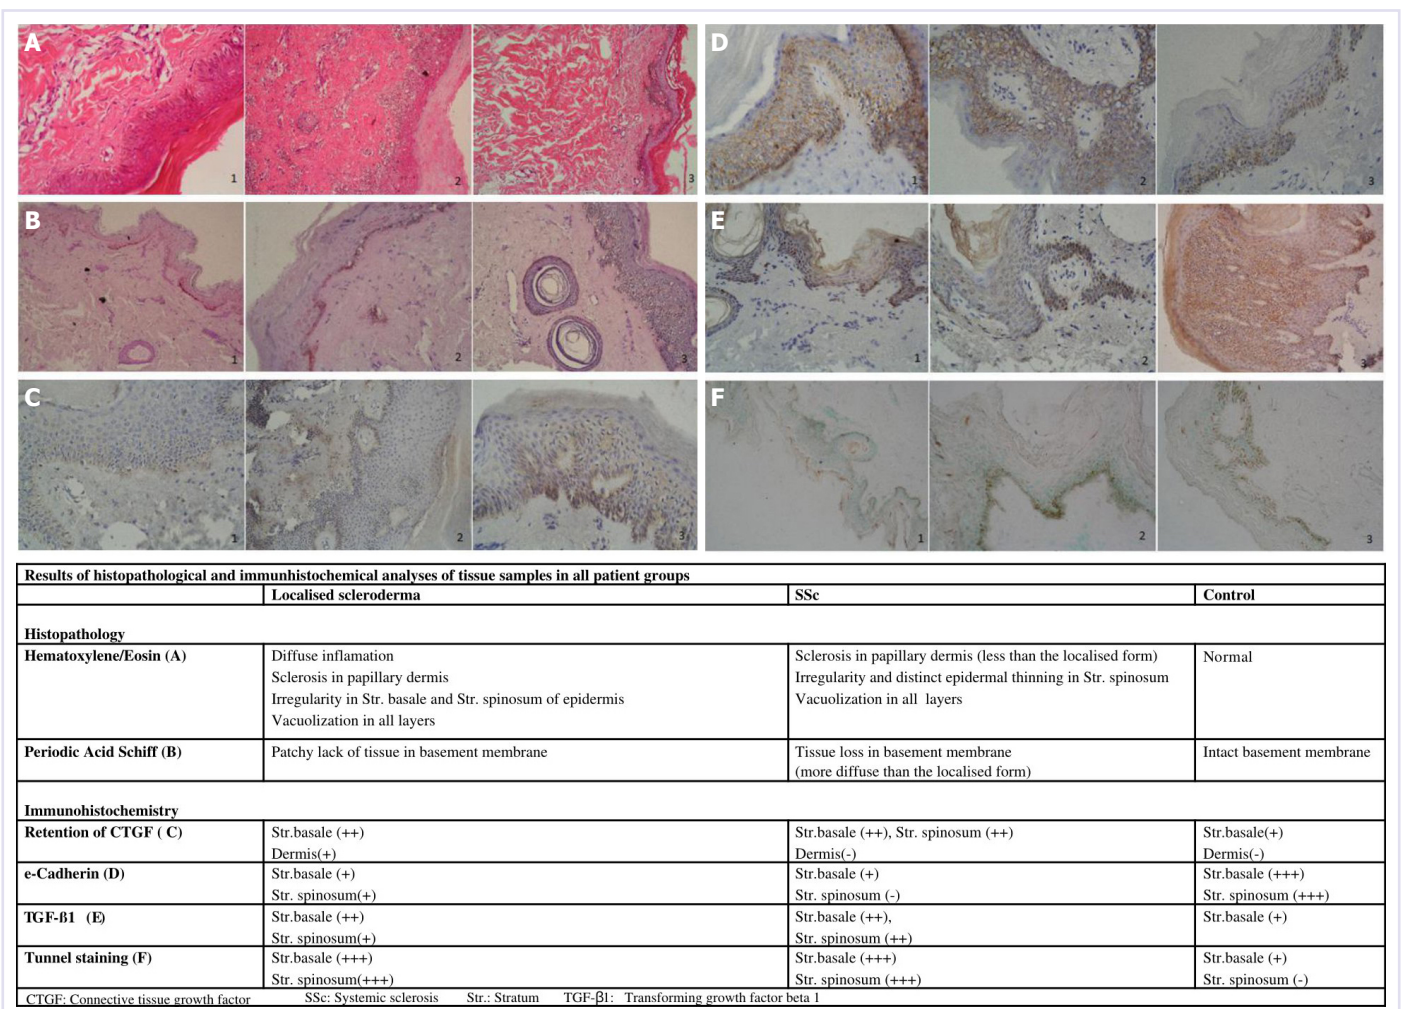 A
1
2
3
D
1
2
3
B
1
2
3
E
1
2
3
C
1
2
3
F
1
2
3
Results of histopathological and immunhistochemical analyses of tissue samples in all patient groups
Localised scleroderma SSc Control
Histopathology
Hematoxylene/Eosin (A) Diffuse inflamation Sclerosis in papillary dermis (less than the localised form) Normal
Sclerosis in papillary dermis Irregularity and distinct epidermal thinning in Str. spinosum
Irregularity in Str. basale and Str. spinosum of epidermis Vacuolization in all layers
Vacuolization in all layers
Periodic Acid Schiff (B) Patchy lack of tissue in basement membrane Tissue loss in basement membrane Intact basement membrane
(more diffuse than the localised form)
Immunohistochemistry
Retention of CTGF ( C) Str.basale (++) Str.basale (++), Str. spinosum (++) Str.basale(+)
Dermis(+) Dermis(-) Dermis(-)
e-Cadherin (D) Str.basale (+) Str.basale (+) Str.basale (+++)
Str. spinosum(+) Str. spinosum (-) Str. spinosum (+++)
TGF-ß1 (E) Str.basale (++) Str.basale (++), Str.basale (+)
Str. spinosum(+) Str. spinosum (++)
Tunnel staining (F) Str.basale (+++) Str.basale (+++) Str.basale (+)
Str. spinosum(+++) Str. spinosum (+++) Str. spinosum (-)
CTGF: Connective tissue growth factor SSc: Systemic sclerosis Str.: Stratum TGF-β1: Transforming growth factor beta 1